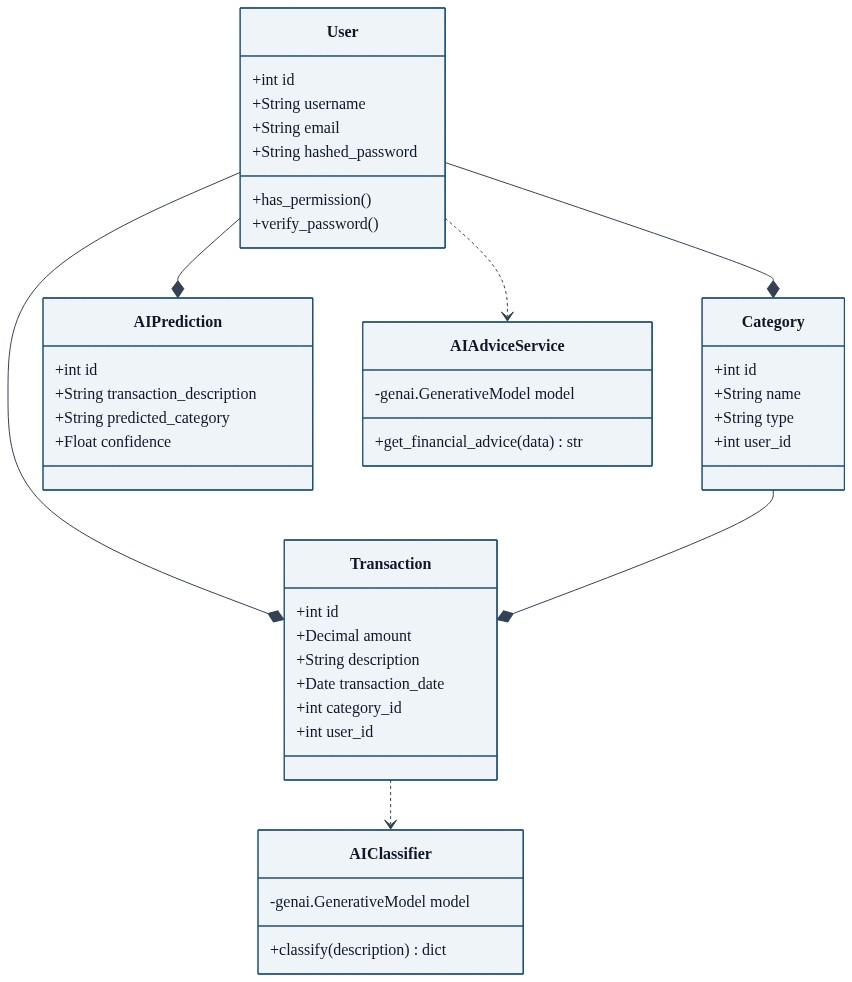 User
+int id
+String username
+String email
+String hashed_password
+has_permission()
+verify_password()
AIPrediction
+int id
+String transaction_description
+String predicted_category
+Float confidence
AIAdviceService
-genai.GenerativeModel model
+get_financial_advice(data) : str
Category
+int id
+String name
+String type
+int user_id
Transaction
+int id
+Decimal amount
+String description
+Date transaction_date
+int category_id
+int user_id
AIClassifier
-genai.GenerativeModel model
+classify(description) : dict